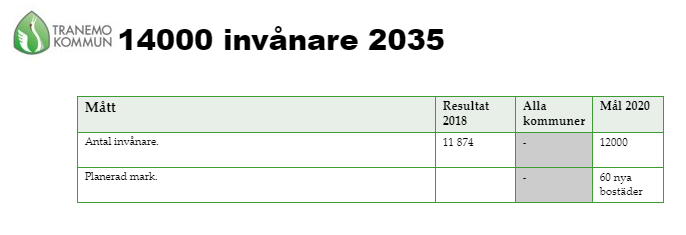 TRANEMO
KOMMUN
14000 invånare 2035
Mått
Resultat
2018
Alla
kommuner
Mål 2020
Antal invånare.
11 874
-
12000
Planerad mark.
-
60 nya
bostäder